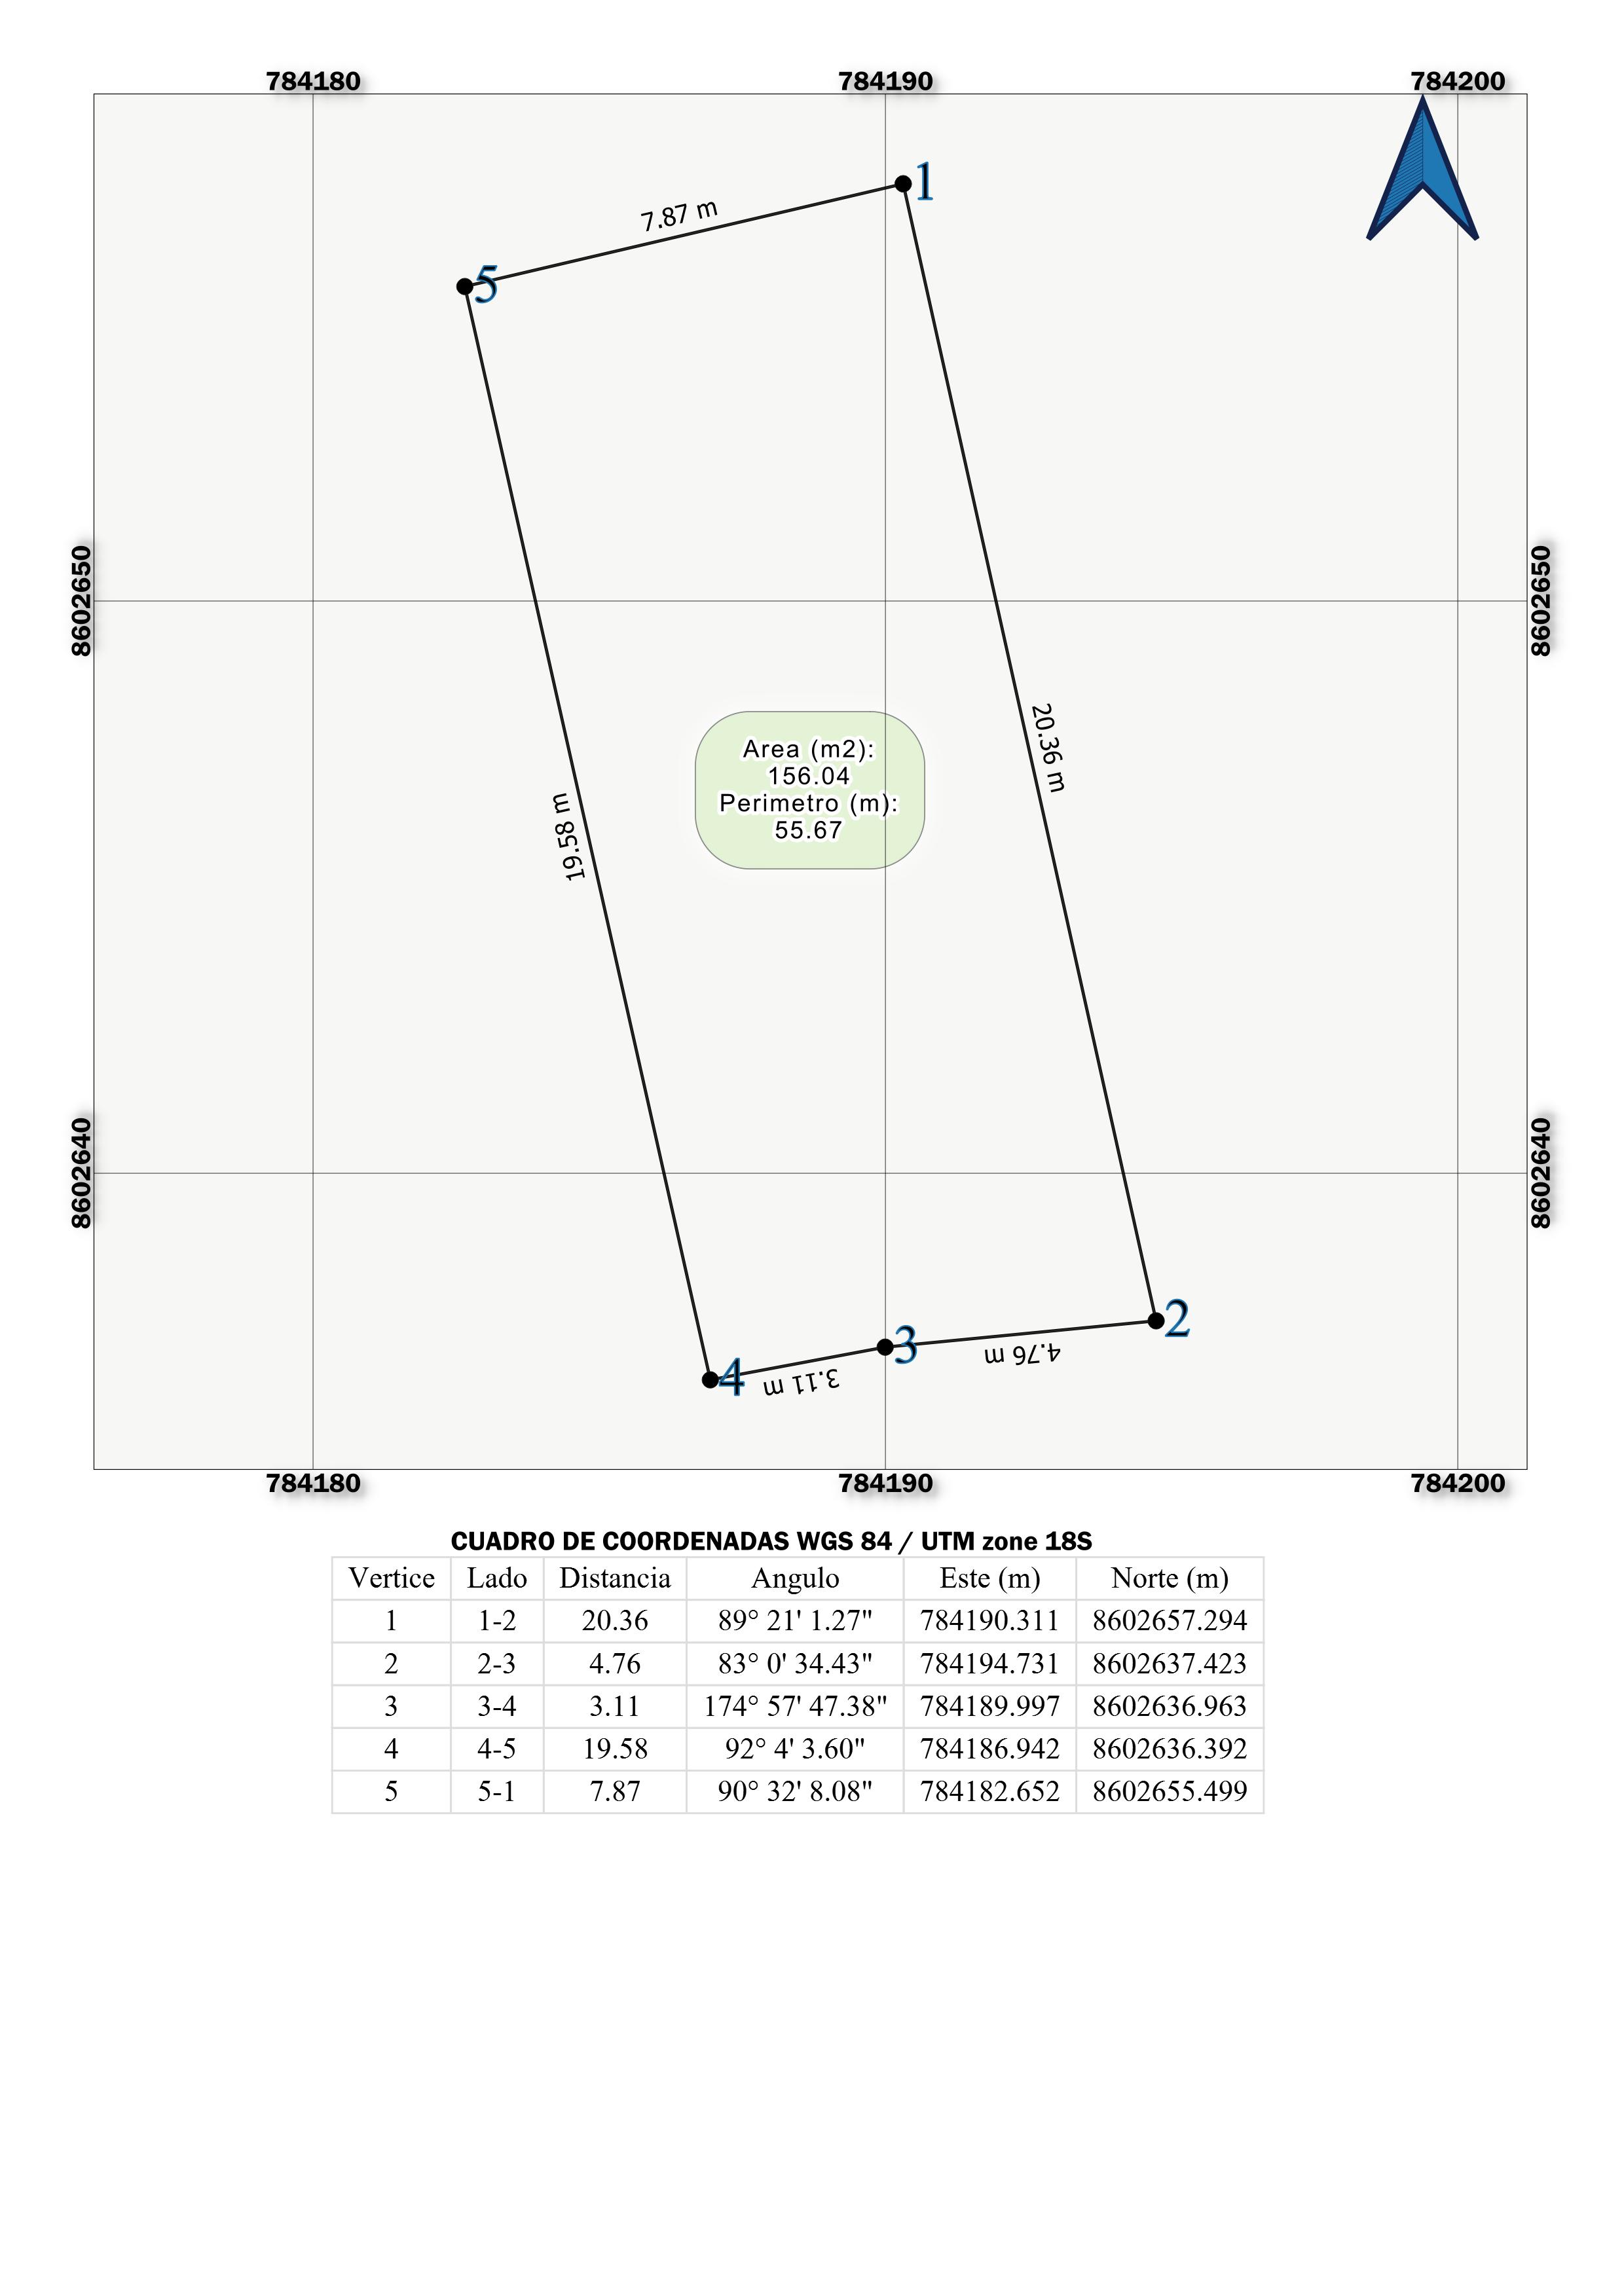 784180 784190 784200
1
7.87 m
5
8602650 8602650
20.36 m
Area (m2):
156.04
Perimetro (m):
55.67
19.58 m
8602640 8602640
2
3
4.76 m
4
3.11 m
784180 784190 784200
CUADRO DE COORDENADAS WGS 84 / UTM zone 18S
Vertice Lado Distancia Angulo Este (m) Norte (m)
1 1-2 20.36 89° 21' 1.27" 784190.311 8602657.294
2 2-3 4.76 83° 0' 34.43" 784194.731 8602637.423
3 3-4 3.11 174° 57' 47.38" 784189.997 8602636.963
4 4-5 19.58 92° 4' 3.60" 784186.942 8602636.392
5 5-1 7.87 90° 32' 8.08" 784182.652 8602655.499